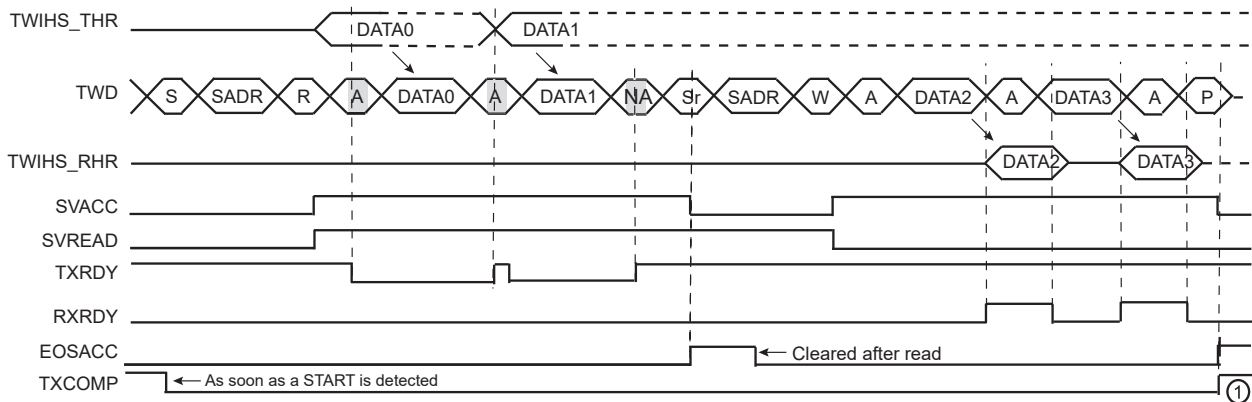 TWIHS_THR DATA0 DATA1
TWD S SADR R A DATA0 A DATA1 NA Sr SADR W A DATA2 A DATA3 A P
TWIHS_RHR DATA2 DATA3
SVACC
SVREAD
TXRDY
RXRDY
EOSACC Cleared after read
TXCOMP As soon as a START is detected 1